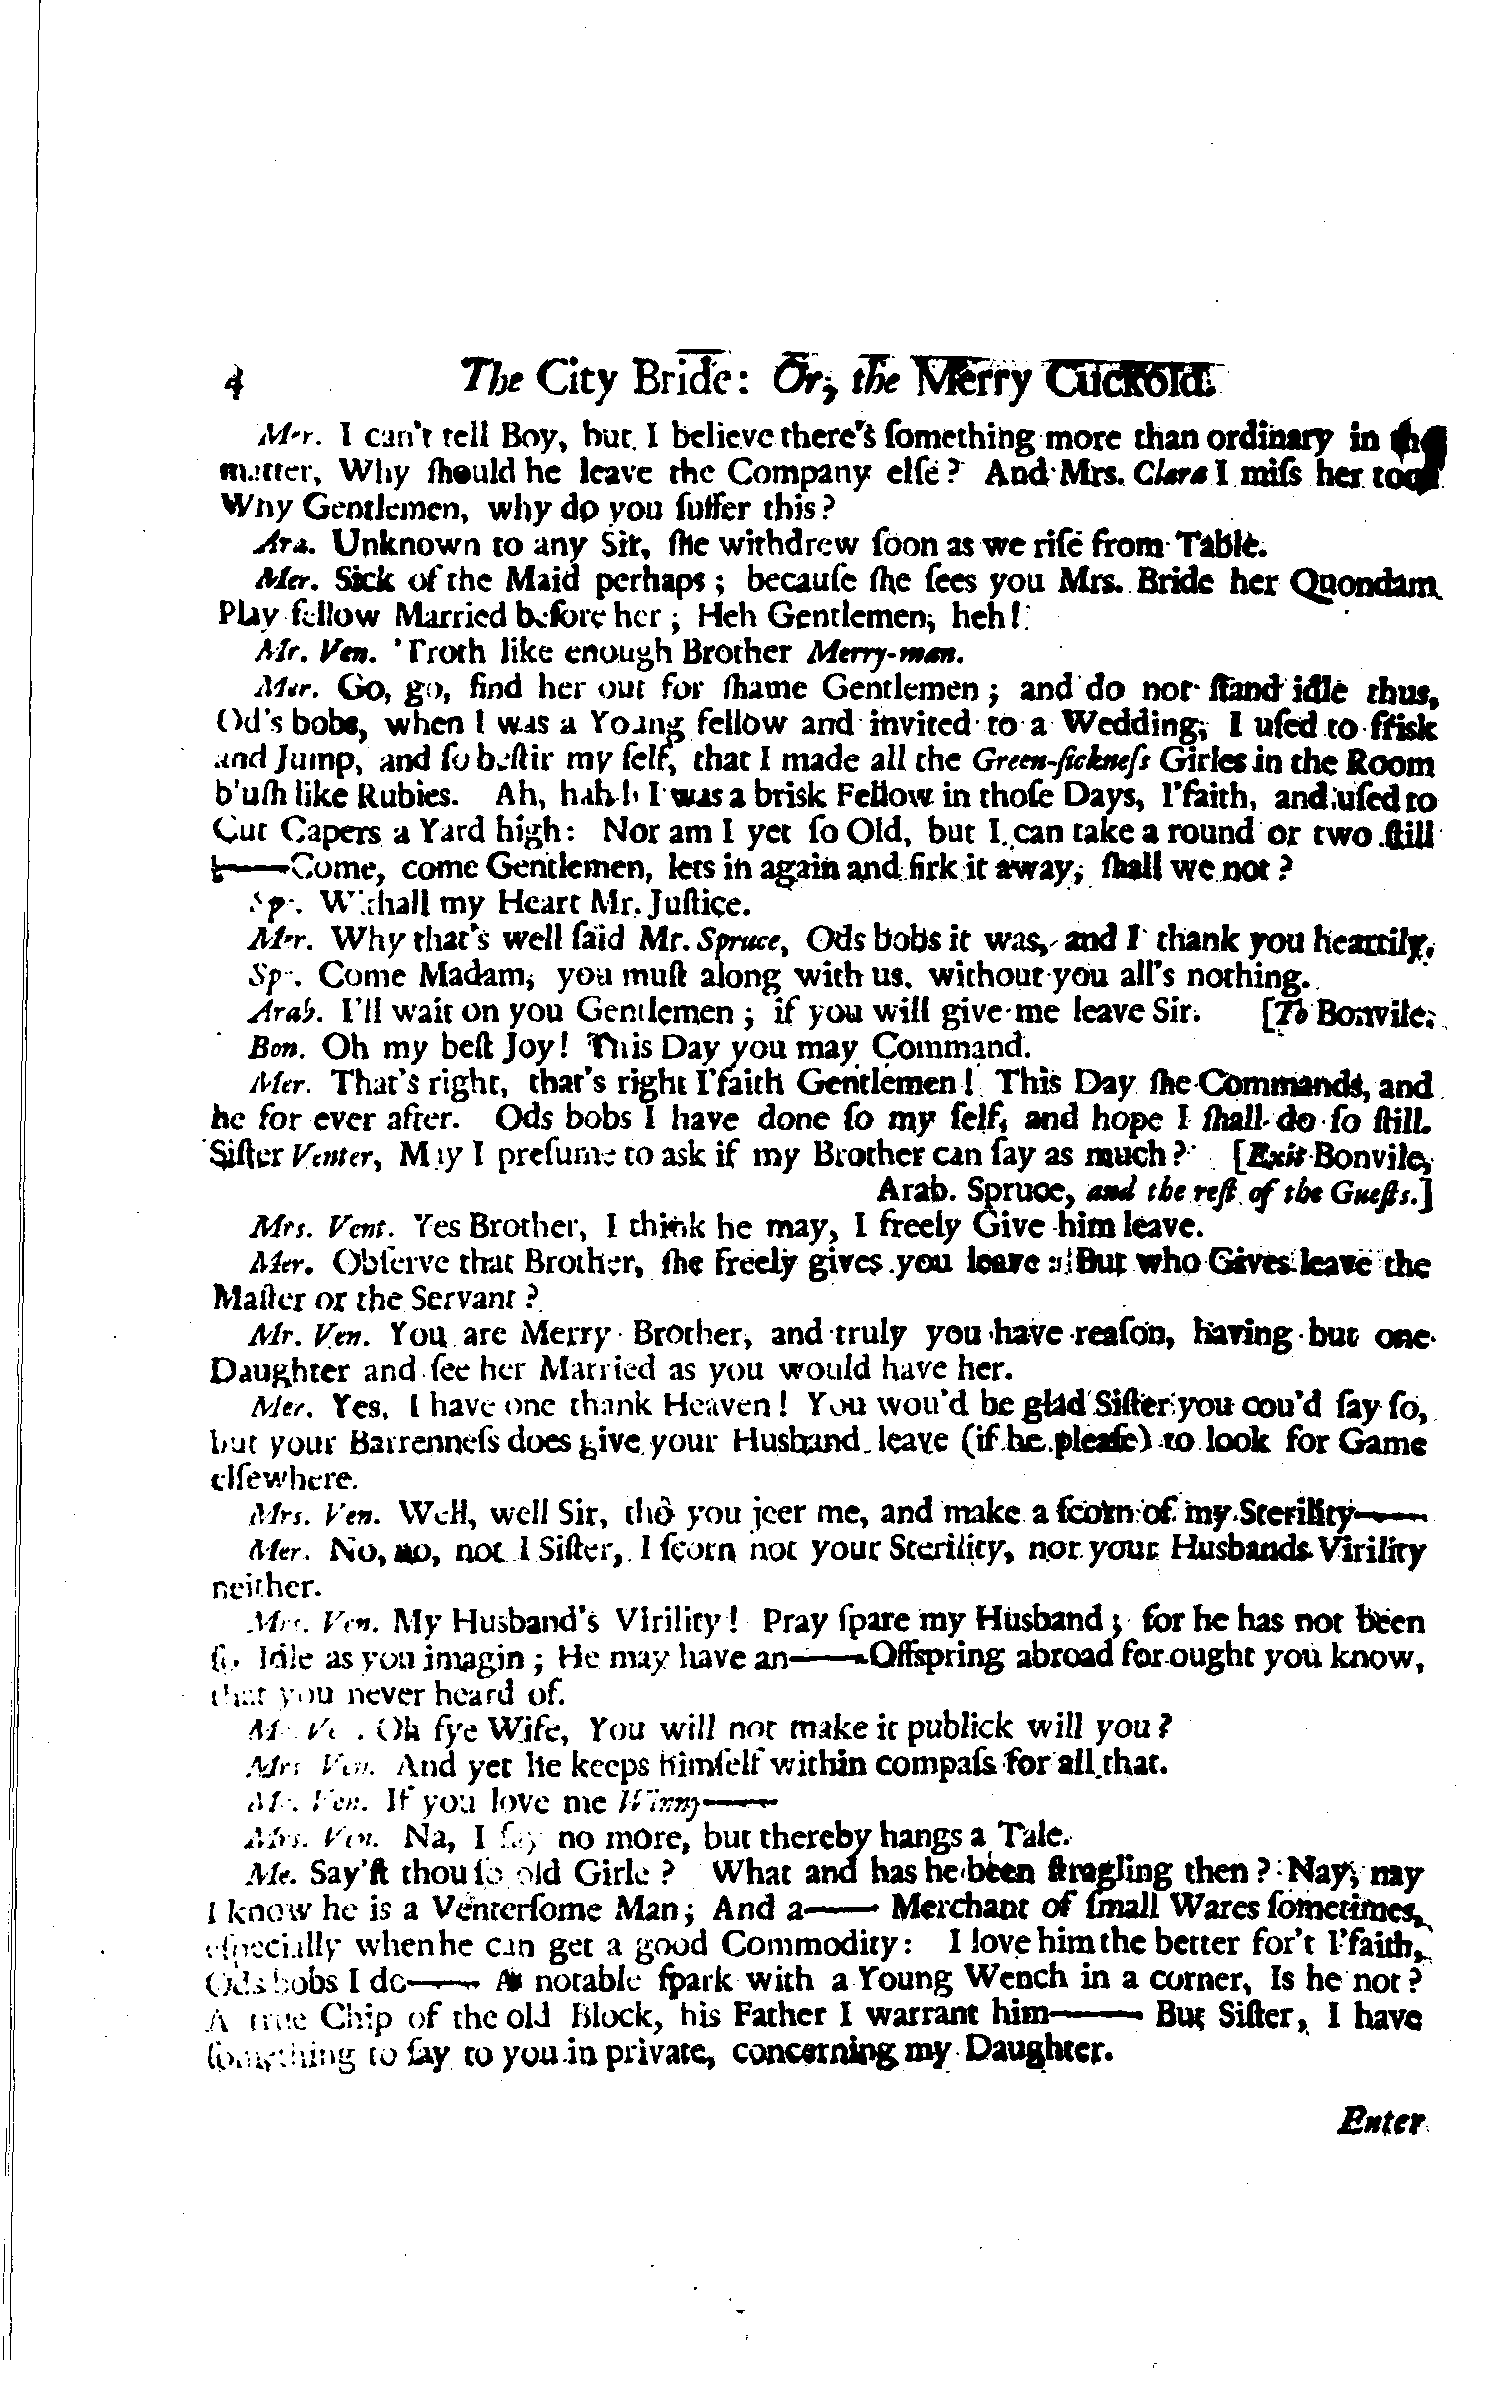 4 The City Bride: Or, the Merry Cuckold.
Mer. I can't tell Boy, but I believe there's ſomething more than ordinary in the
matter, Why ſhould he leave the Company elſe? And Mrs. Clara I miſs her too
Why Gentlemen, why do you ſuffer this?
Ara. Unknown to any Sir, ſhe withdrew ſoon as we riſe from Table.
Mer. Sick of the Maid perhaps; becauſe ſhe ſees you Mrs. Bride her Quondam
Play fellow Married before her; Heh Gentlemen, heh!
Mr. Ven. 'Troth like enough Brother Merry-man.
Mer. Go, go, find her out for ſhame Gentlemen; and do not ſtand idle thus,
Od's bobs, when I was a Young fellow and invited to a Wedding, I uſed to friſk
and Jump, and ſo beſtir my ſelf, that I made all the Green-ſickneſs Girles in the Room
bluſh like Rubies. Ah, hah I was a brisk Fellow in thoſe Days, I'faith, and uſed to
Cut Capers a Yard high: Nor am I yet ſo Old, but I can take a round or two ſtill
——Come, come Gentlemen, lets in again and firk it away, ſhall we not?
Sp. Withall my Heart Mr. Juſtice.
Mer. Why that's well ſaid Mr. Spruce, Ods bobs it was, and I thank you heartily.
Sp. Come Madam, you muſt along with us, without you all's nothing.
Arab. I'll wait on you Gentlemen; if you will give me leave Sir. [To Bonvile.
Bon. Oh my beſt Joy! This Day you may Command.
Mer. That's right, that's right I'faith Gentlemen! This Day ſhe Commands, and
he for ever after. Ods bobs I have done ſo my ſelf, and hope I ſhall do ſo ſtill.
Siſter Venter, May I preſume to ask if my Brother can ſay as much? [Exit Bonvile,
Arab. Spruce, and the reſt of the Gueſts.]
Mrs. Vent. Yes Brother, I think he may, I freely Give him leave.
Mer. Obſerve that Brother, ſhe freely gives you leave! But who Gives leave the
Maſter or the Servant?
Mr. Ven. You are Merry Brother, and truly you have reaſon, having but one
Daughter and ſee her Married as you would have her.
Mer. Yes, I have one thank Heaven! You wou'd be glad Siſter you cou'd ſay ſo,
but your Barrenneſs does give your Husband leave (if he pleaſe) to look for Game
elſewhere.
Mrs. Ven. Well, well Sir, thô you jeer me, and make a ſcorn of my Sterility——
Mer. No, no, not I Siſter, I ſcorn not your Sterility, nor your Husbands Virility
neither.
Mrs. Ven. My Husband's Virility! Pray ſpare my Husband; for he has not been
ſo Idle as you imagin; He may have an——Offspring abroad for ought you know,
that you never heard of.
Mr. Ve . Oh fye Wife, You will not make it publick will you?
Mrs Ven. And yet he keeps himſelf within compaſs for all that.
Mr. Ven. If you love me Winny——
Mrs. Ven. Na, I ſay no more, but thereby hangs a Tale.
Me. Say'ſt thou ſo old Girle? What and has he been ſtragling then? Nay, nay
I know he is a Venterſome Man; And a—— Merchant of ſmall Wares ſometimes,
eſpecially when he can get a good Commodity: I love him the better for't I'faith,
Ods bobs I do—— A notable ſpark with a Young Wench in a corner, Is he not?
A true Chip of the old Block, his Father I warrant him—— But Siſter, I have
ſomething to ſay to you in private, concerning my Daughter.
Enter